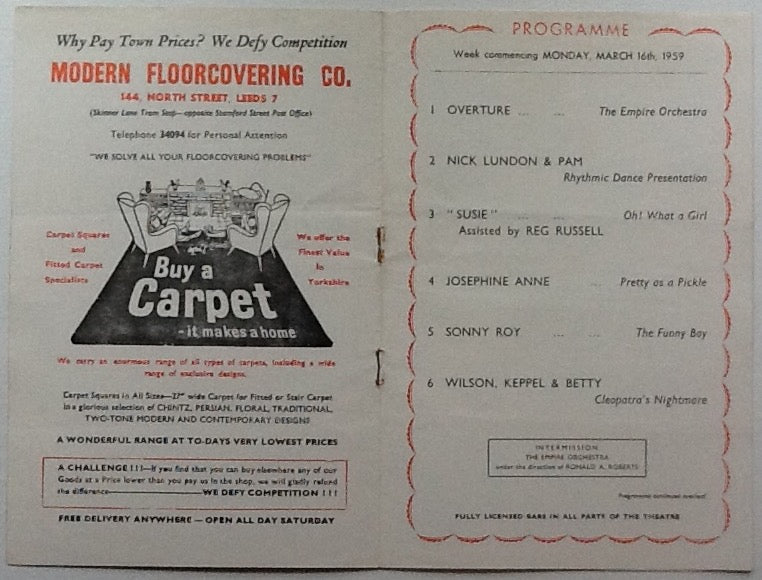 Why Pay Town Prices? We Defy Competition
MODERN FLOORCOVERING CO.
144, NORTH STREET, LEEDS 7
(Skinner Lane Tram Stop—opposite Stamford Street Post Office)
Telephone 34094 for Personal Attention
"WE SOLVE ALL YOUR FLOORCOVERING PROBLEMS"
Carpet Squares
and
Fitted Carpet
Specialists
We offer the
Finest Value
in
Yorkshire
Buy a
Carpet
- it makes a home
We carry an enormous range of all types of carpets, including a wide
range of exclusive designs.
Carpet Squares in All Sizes—27" wide Carpet for Fitted or Stair Carpet
in a glorious selection of CHINTZ, PERSIAN, FLORAL, TRADITIONAL,
TWO-TONE MODERN AND CONTEMPORARY DESIGNS
A WONDERFUL RANGE AT TO-DAYS VERY LOWEST PRICES
A CHALLENGE!!!—If you find that you can buy elsewhere any of our
Goods at a Price lower than you pay us in the shop, we will gladly refund
the difference——WE DEFY COMPETITION!!!
FREE DELIVERY ANYWHERE — OPEN ALL DAY SATURDAY
PROGRAMME
Week commencing MONDAY, MARCH 16th, 1959
1 OVERTURE ... ... The Empire Orchestra
2 NICK LUNDON & PAM
Rhythmic Dance Presentation
3 "SUSIE" ... ... Oh! What a Girl
Assisted by REG RUSSELL
4 JOSEPHINE ANNE ... Pretty as a Pickle
5 SONNY ROY ... ... The Funny Boy
6 WILSON, KEPPEL & BETTY
Cleopatra's Nightmare
INTERMISSION
THE EMPIRE ORCHESTRA
under the direction of RONALD A. ROBERTS
Programme continued overleaf
FULLY LICENSED BARS IN ALL PARTS OF THE THEATRE